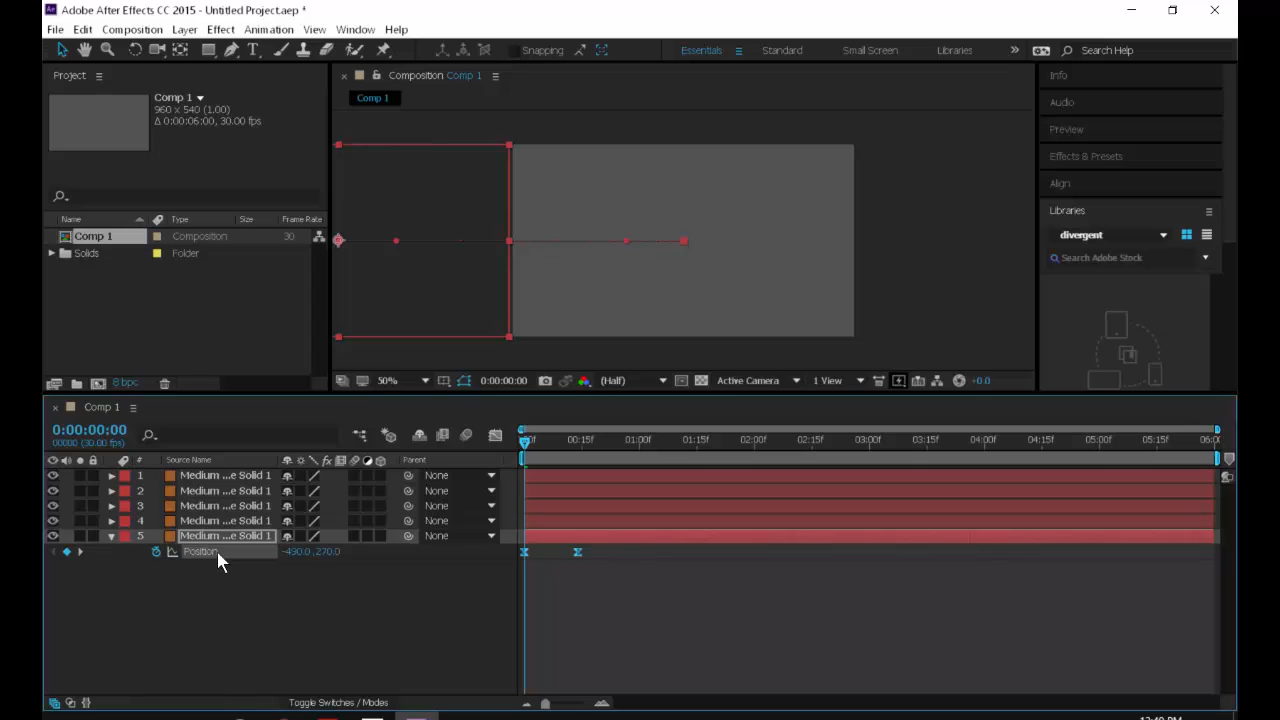 Adobe After Effects CC 2015 - Untitled Project.aep *
File Edit Composition Layer Effect Animation View Window Help
Snapping Essentials Standard Small Screen Libraries » Search Help
Project
Composition Comp 1
Info
Comp 1
Comp 1
960 x 540 (1.00)
Δ 0:00:06:00, 30.00 fps
Audio
Preview
Effects & Presets
Align
Libraries
Name Type Size Frame Rate
Comp 1 Composition 30
Solids Folder
divergent
Search Adobe Stock
8 bpc
50% 0:00:00:00 (Half) Active Camera 1 View +0.0
Comp 1
0:00:00:00
00000 (30.00 fps)
00:15f 01:00f 01:15f 02:00f 02:15f 03:00f 03:15f 04:00f 04:15f 05:00f 05:15f
# Source Name Parent
1 Medium ...e Solid 1 None
2 Medium ...e Solid 1 None
3 Medium ...e Solid 1 None
4 Medium ...e Solid 1 None
5 Medium ...e Solid 1 None
Position -490.0, 270.0
Toggle Switches / Modes